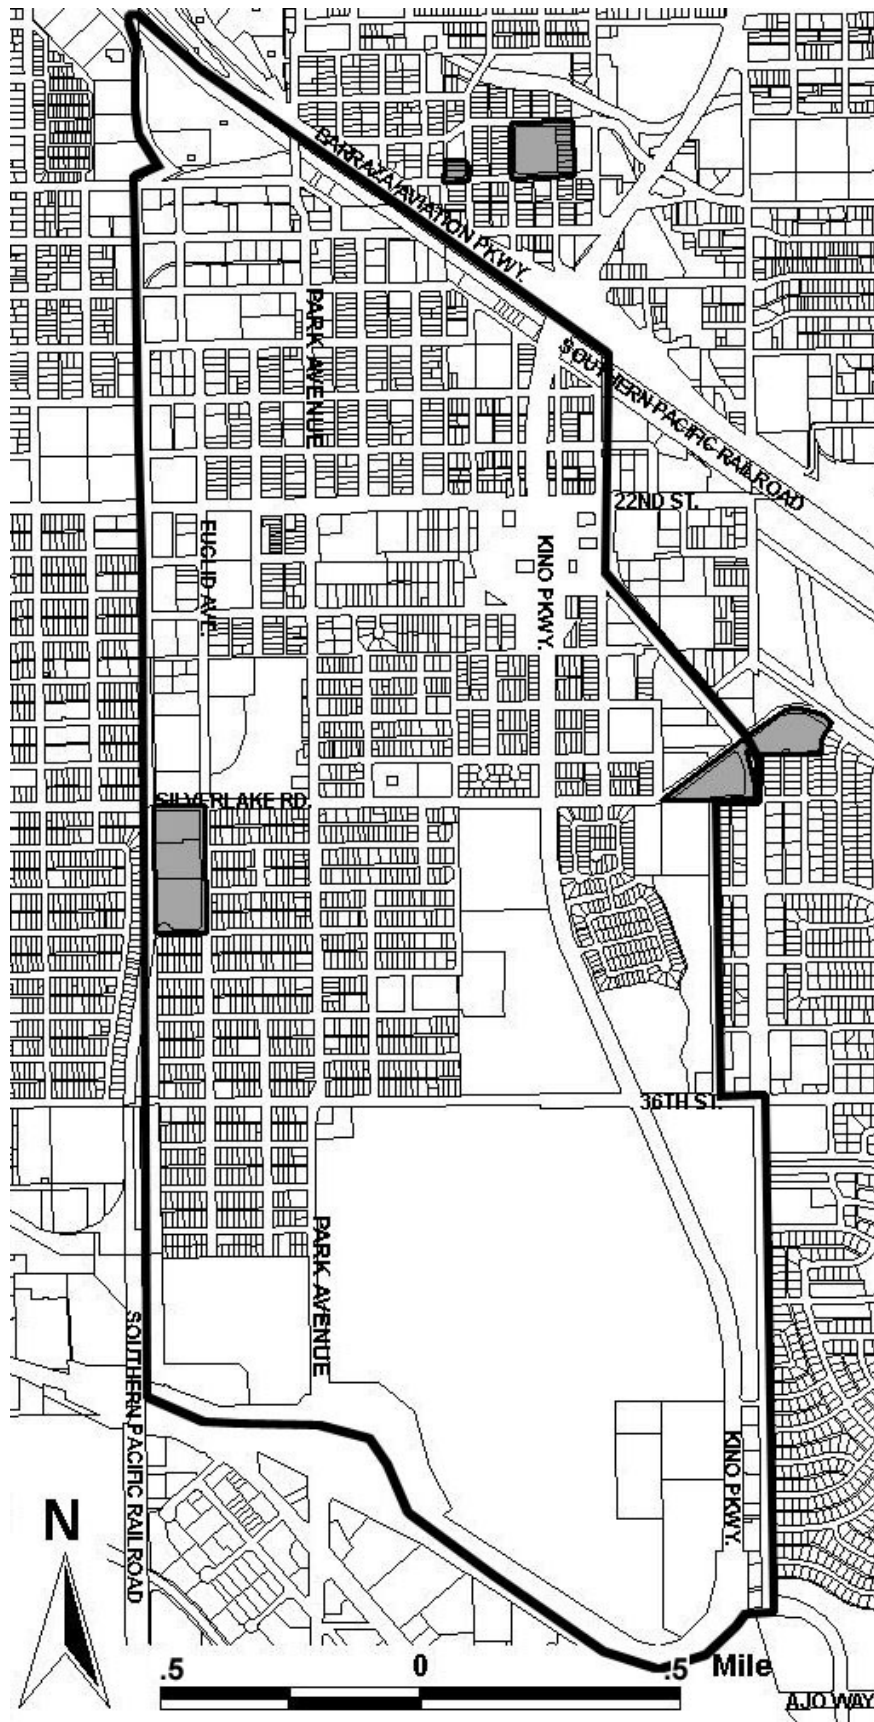 BARRAZA/AVIATION PKWY.
PARK AVENUE
SOUTHERN PACIFIC RAILROAD
22ND ST.
EUCLID AVE.
KINO PKWY.
SILVERLAKE RD.
36TH ST.
PARK AVENUE
SOUTHERN PACIFIC RAILROAD
KINO PKWY.
N
.5 0 .5 Mile
AJO WAY